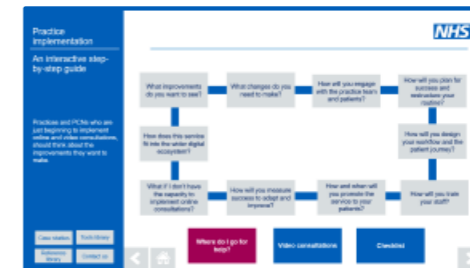 Practice
implementation
An interactive step-
by-step guide
Practices and PCNs who are
just beginning to implement
online and video consultations,
should think about the
improvements they want to
make.
Case studies
Tools library
Reference
library
Contact us
NHS
What improvements
do you want to see?
What changes do you
need to make?
How will you engage
with the practice team
and patients?
How will you plan for
success and
restructure your
routine?
How does this service
fit into the wider digital
ecosystem?
How will you design
your workflow and the
patient journey?
What if I don't have
the capacity to
implement online
consultations?
How will you measure
success to adapt and
improve?
How and when will
you promote the
service to your
patients?
How will you train
your staff?
Where do I go for
help?
Video consultations
Checklist